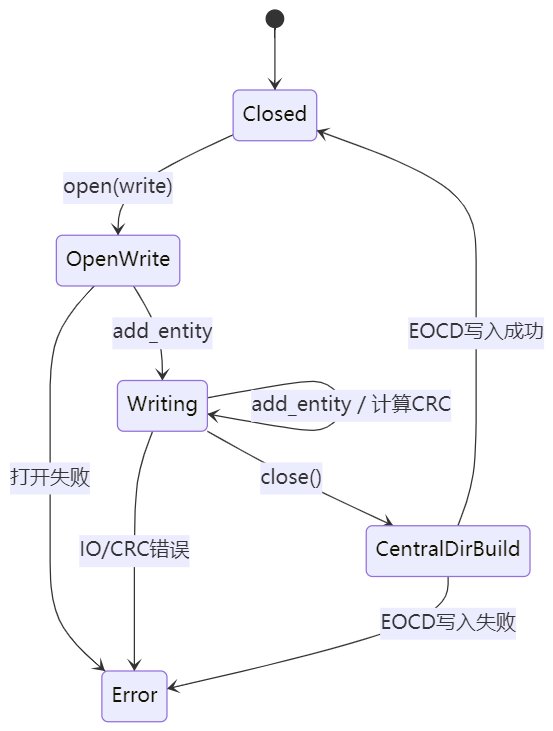 Closed
open(write)
OpenWrite
EOCD写入成功
add_entity
Writing
add_entity / 计算CRC
打开失败
close()
IO/CRC错误
CentralDirBuild
EOCD写入失败
Error